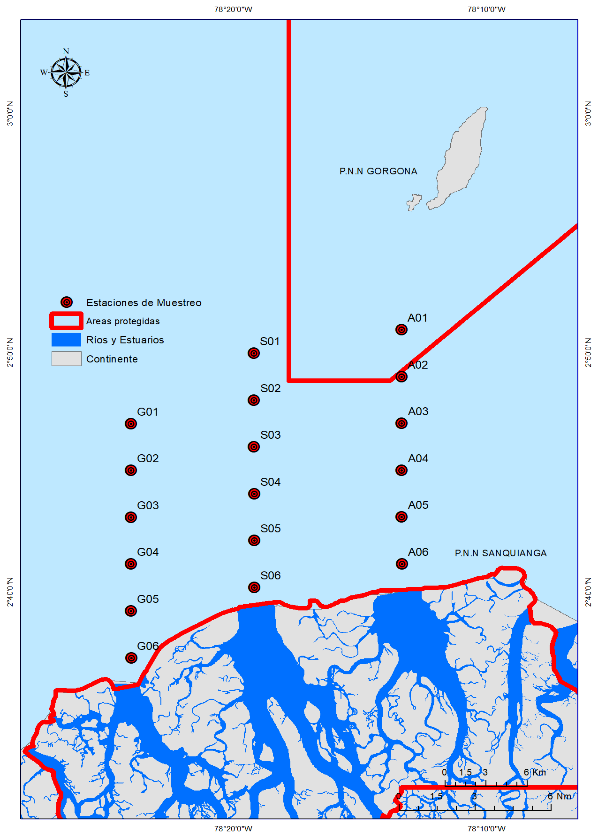 78°20'0"W 78°10'0"W
N
W E
S
3°0'0"N 3°0'0"N
P.N.N GORGONA
Estaciones de Muestreo
Areas protegidas
Ríos y Estuarios
Continente
2°50'0"N 2°50'0"N
A01
S01
A02
S02
G01 A03
S03
G02 A04
S04
G03 A05
S05
G04 A06 P.N.N SANQUIANGA
S06
2°40'0"N 2°40'0"N
G05
G06
0 1.5 3 6 Km
1.5 6 Nm
78°20'0"W 78°10'0"W